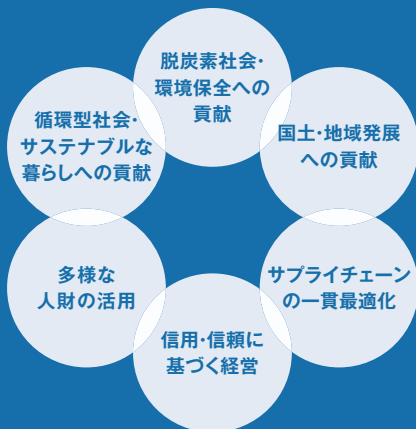 脱炭素社会・
環境保全への
貢献
国土・地域発展
への貢献
サプライチェーン
の一貫最適化
信用・信頼に
基づく経営
多様な
人財の活用
循環型社会・
サステナブルな
暮らしへの貢献